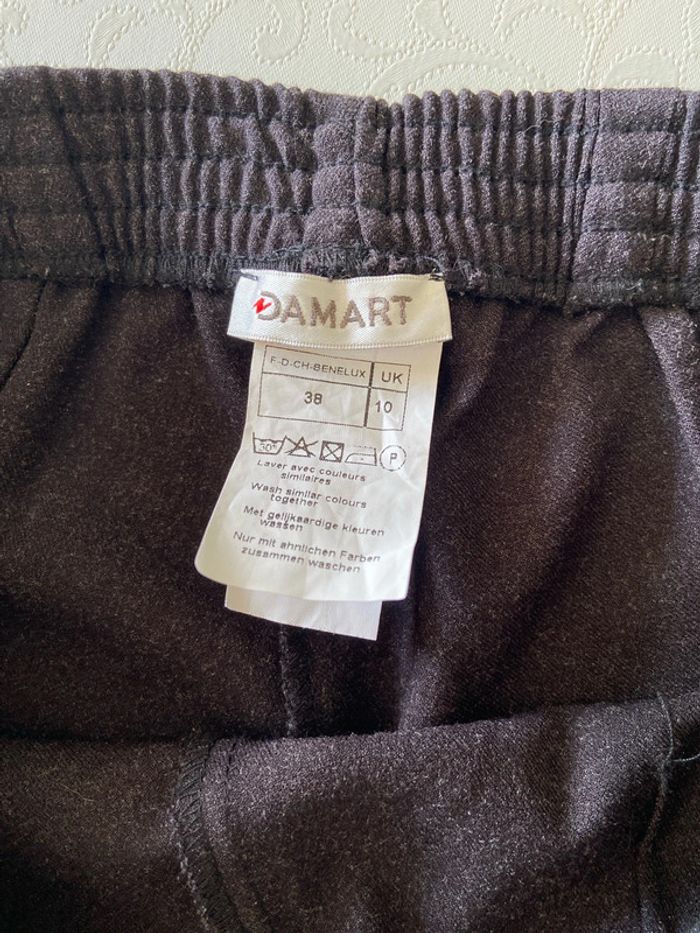 DAMART
F-D-CH-BENELUX UK
38 10
30° P
Laver avec couleurs
similaires
Wash similar colours
together
Met gelijkaardige kleuren
wassen
Nur mit ähnlichen Farben
zusammen waschen